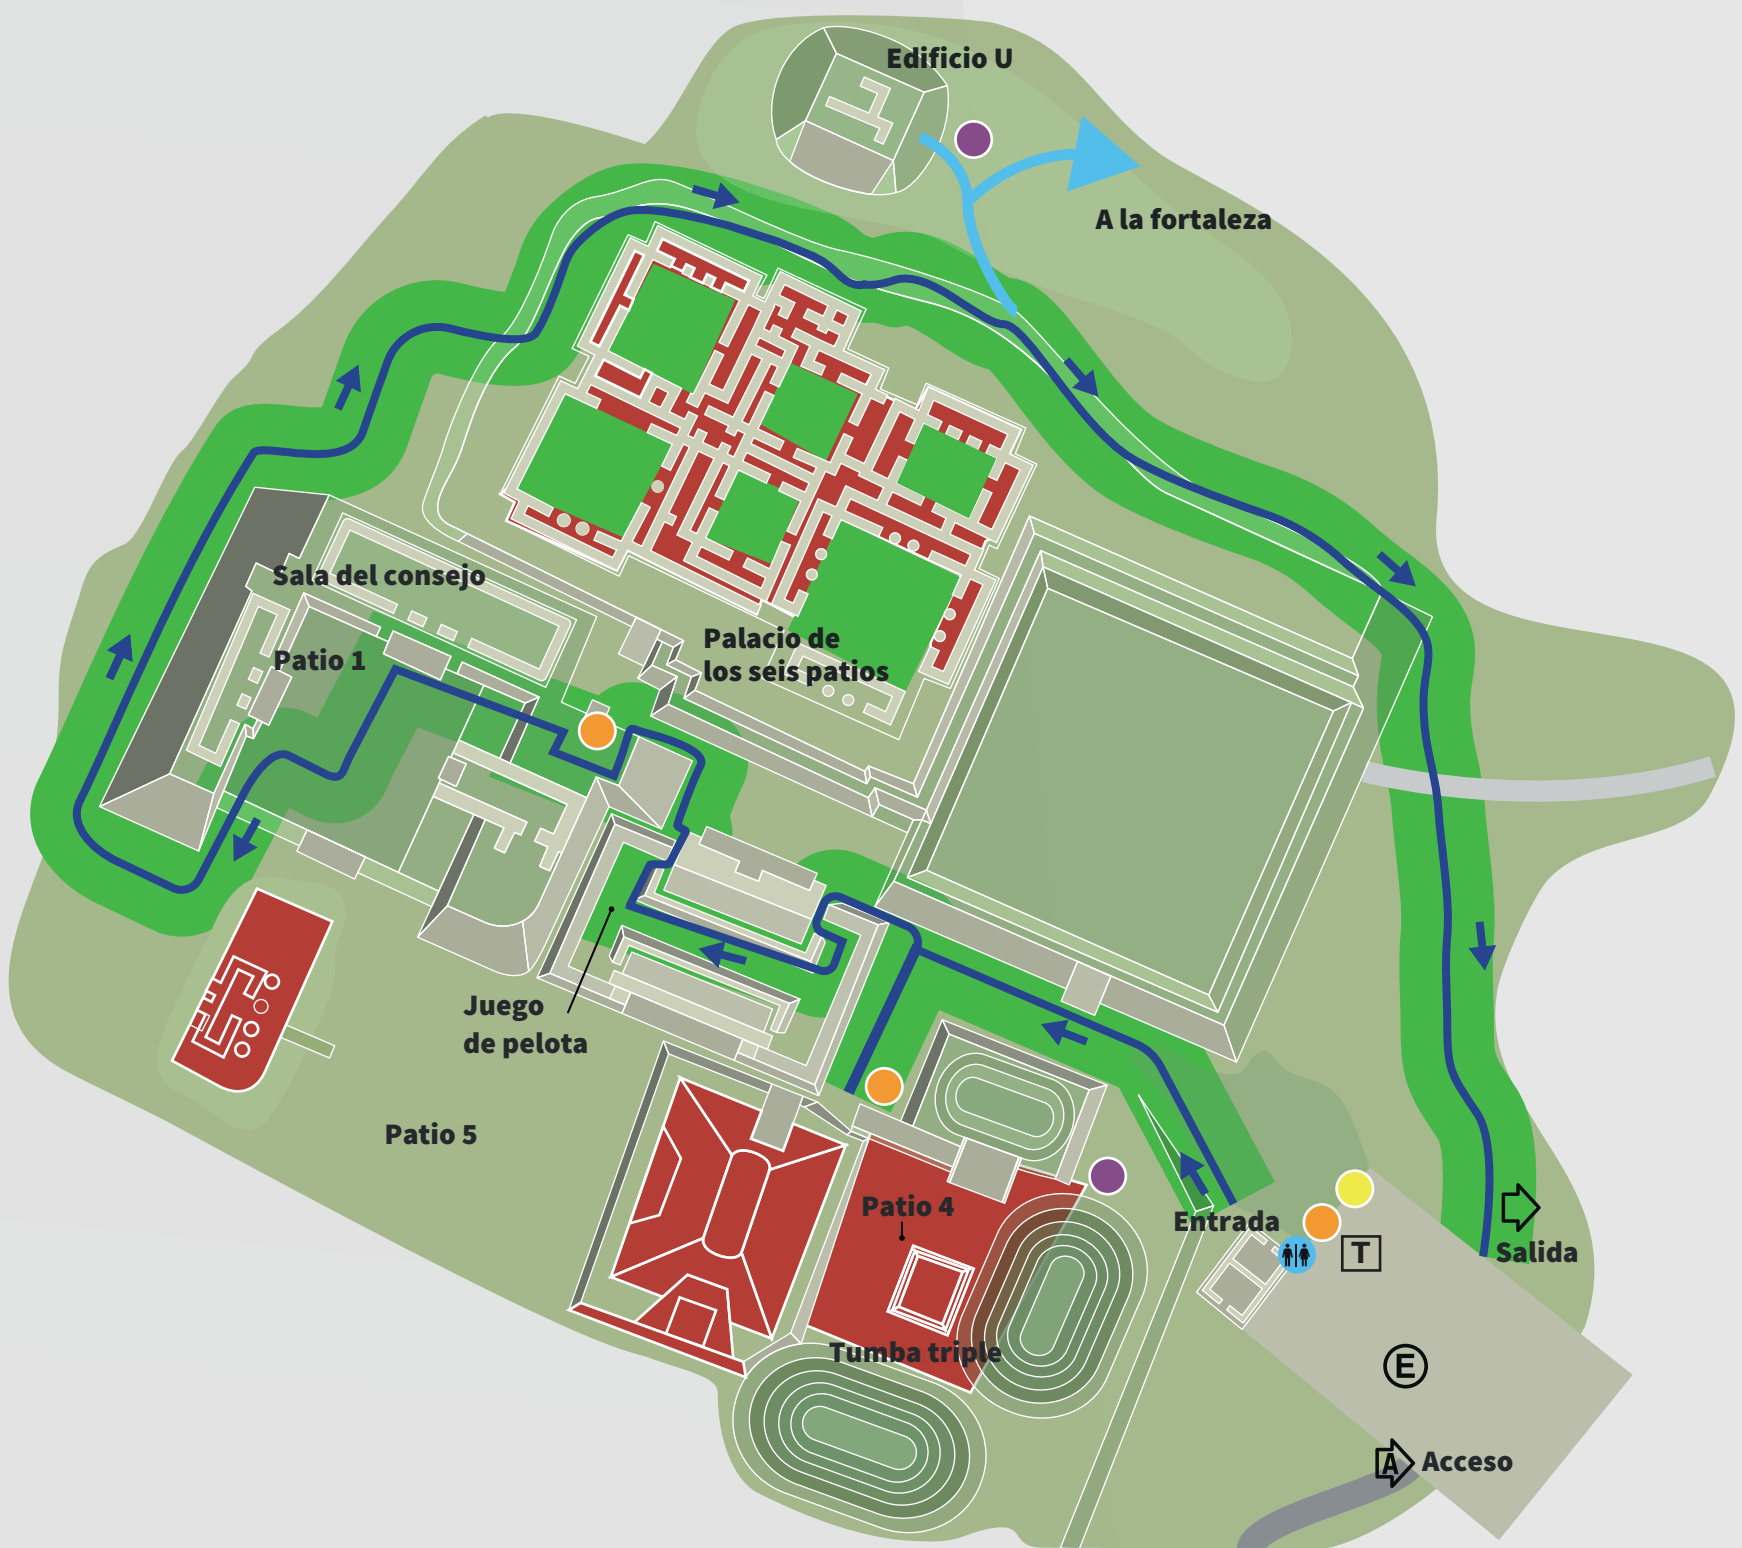 Edificio U
A la fortaleza
Sala del consejo
Patio 1
Palacio de
los seis patios
Juego
de pelota
Patio 5
Patio 4
Entrada
T
Salida
Tumba triple
E
A
Acceso